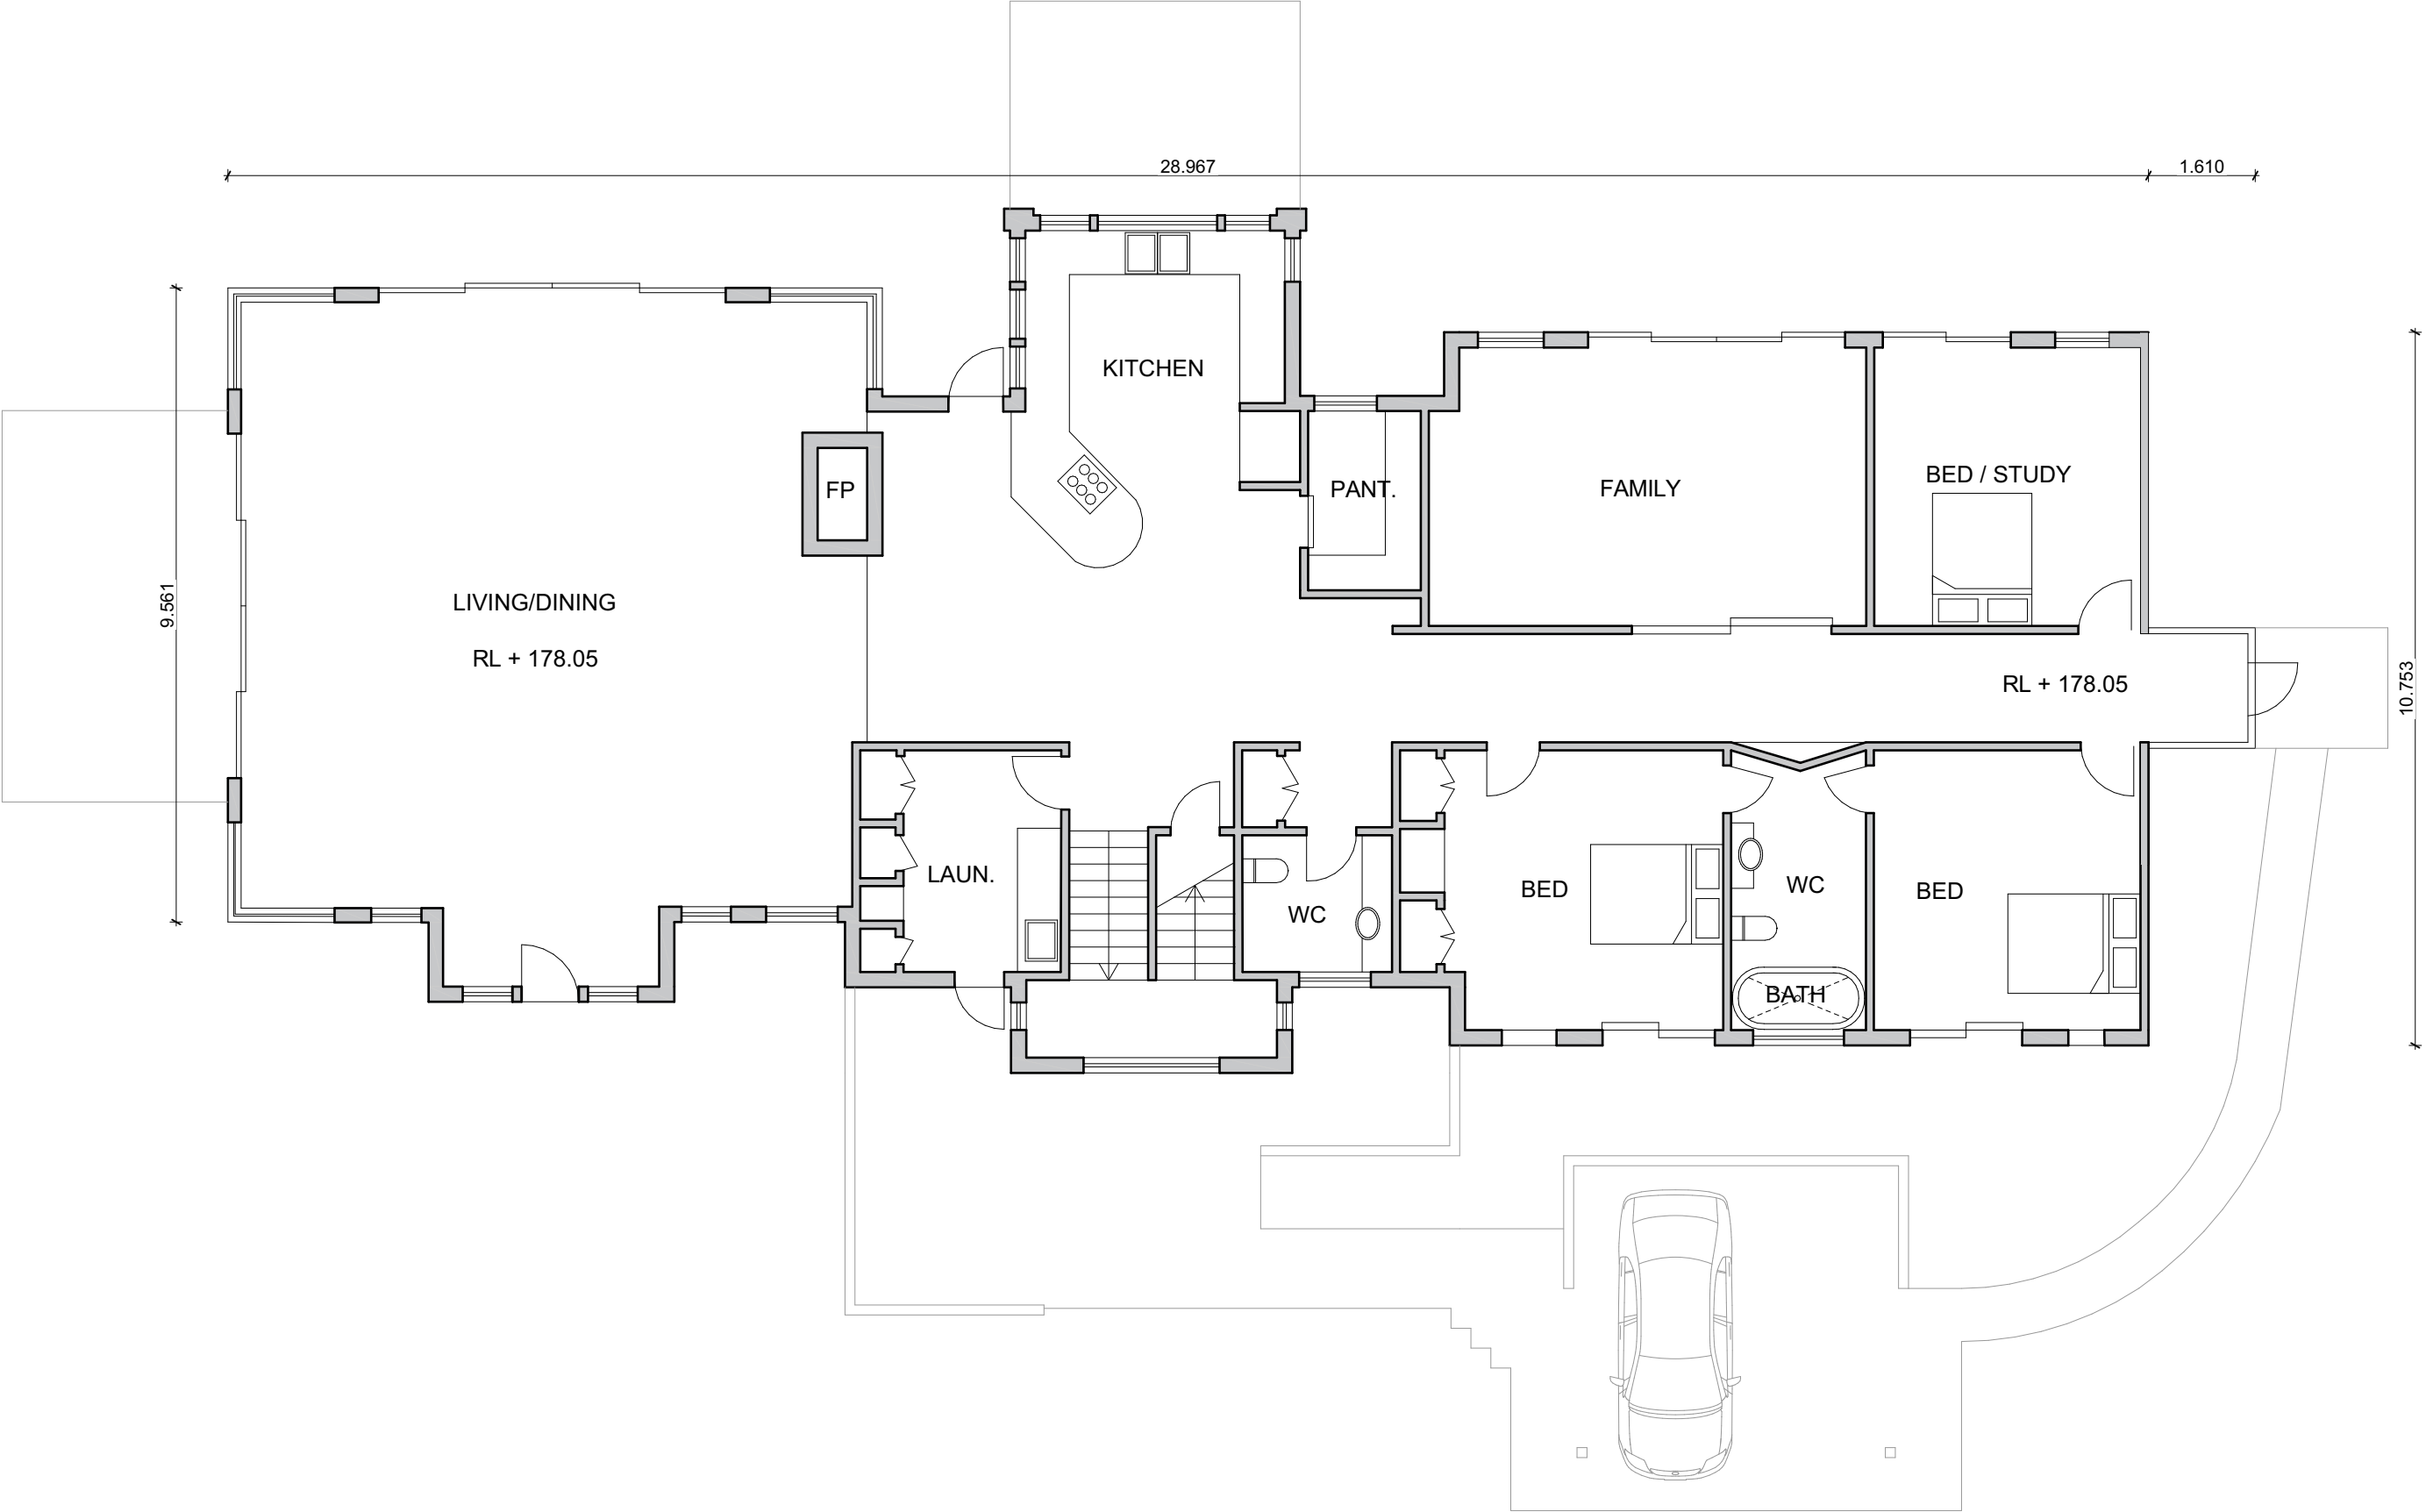 28.967
1.610
KITCHEN
BED / STUDY
FP
PANT.
FAMILY
9.561
LIVING/DINING
RL + 178.05
RL + 178.05
10.753
LAUN.
WC
BED
WC
BED
BATH